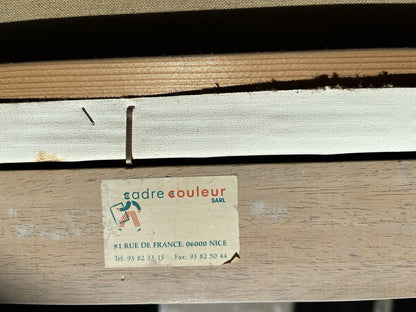 cadre couleur
SARL
81 RUE DE FRANCE. 06000 NICE
Tel: 93 82 33 15 Fax: 93 82 50 44